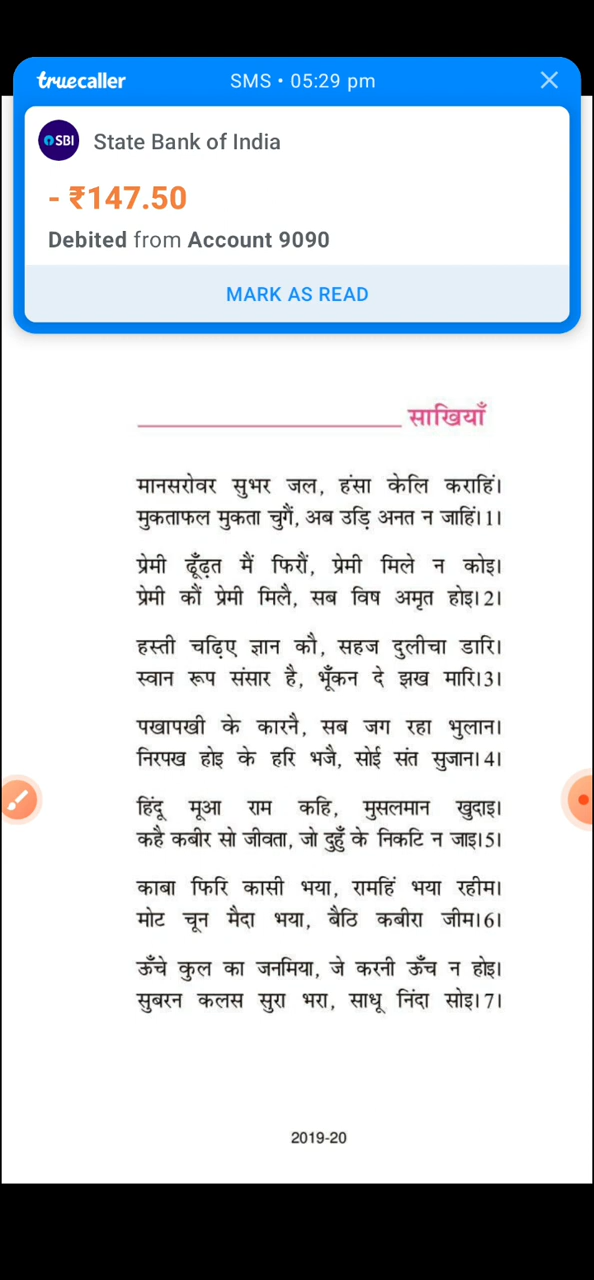 truecaller SMS • 05:29 pm
SBI State Bank of India
- ₹147.50
Debited from Account 9090
MARK AS READ
साखियाँ
मानसरोवर सुभर जल, हंसा केलि कराहिं।
मुकताफल मुकता चुगैं, अब उड़ि अनत न जाहिं।1।
प्रेमी ढूँढ़त मैं फिरौं, प्रेमी मिले न कोइ।
प्रेमी कौं प्रेमी मिलै, सब विष अमृत होइ।2।
हस्ती चढ़िए ज्ञान कौ, सहज दुलीचा डारि।
स्वान रूप संसार है, भूँकन दे झख मारि।3।
पखापखी के कारनै, सब जग रहा भुलान।
निरपख होइ के हरि भजै, सोई संत सुजान।4।
हिंदू मूआ राम कहि, मुसलमान खुदाइ।
कहै कबीर सो जीवता, जो दुहुँ के निकटि न जाइ।5।
काबा फिरि कासी भया, रामहिं भया रहीम।
मोट चून मैदा भया, बैठि कबीरा जीम।6।
ऊँचे कुल का जनमिया, जे करनी ऊँच न होइ।
सुबरन कलस सुरा भरा, साधू निंदा सोइ।7।
2019-20